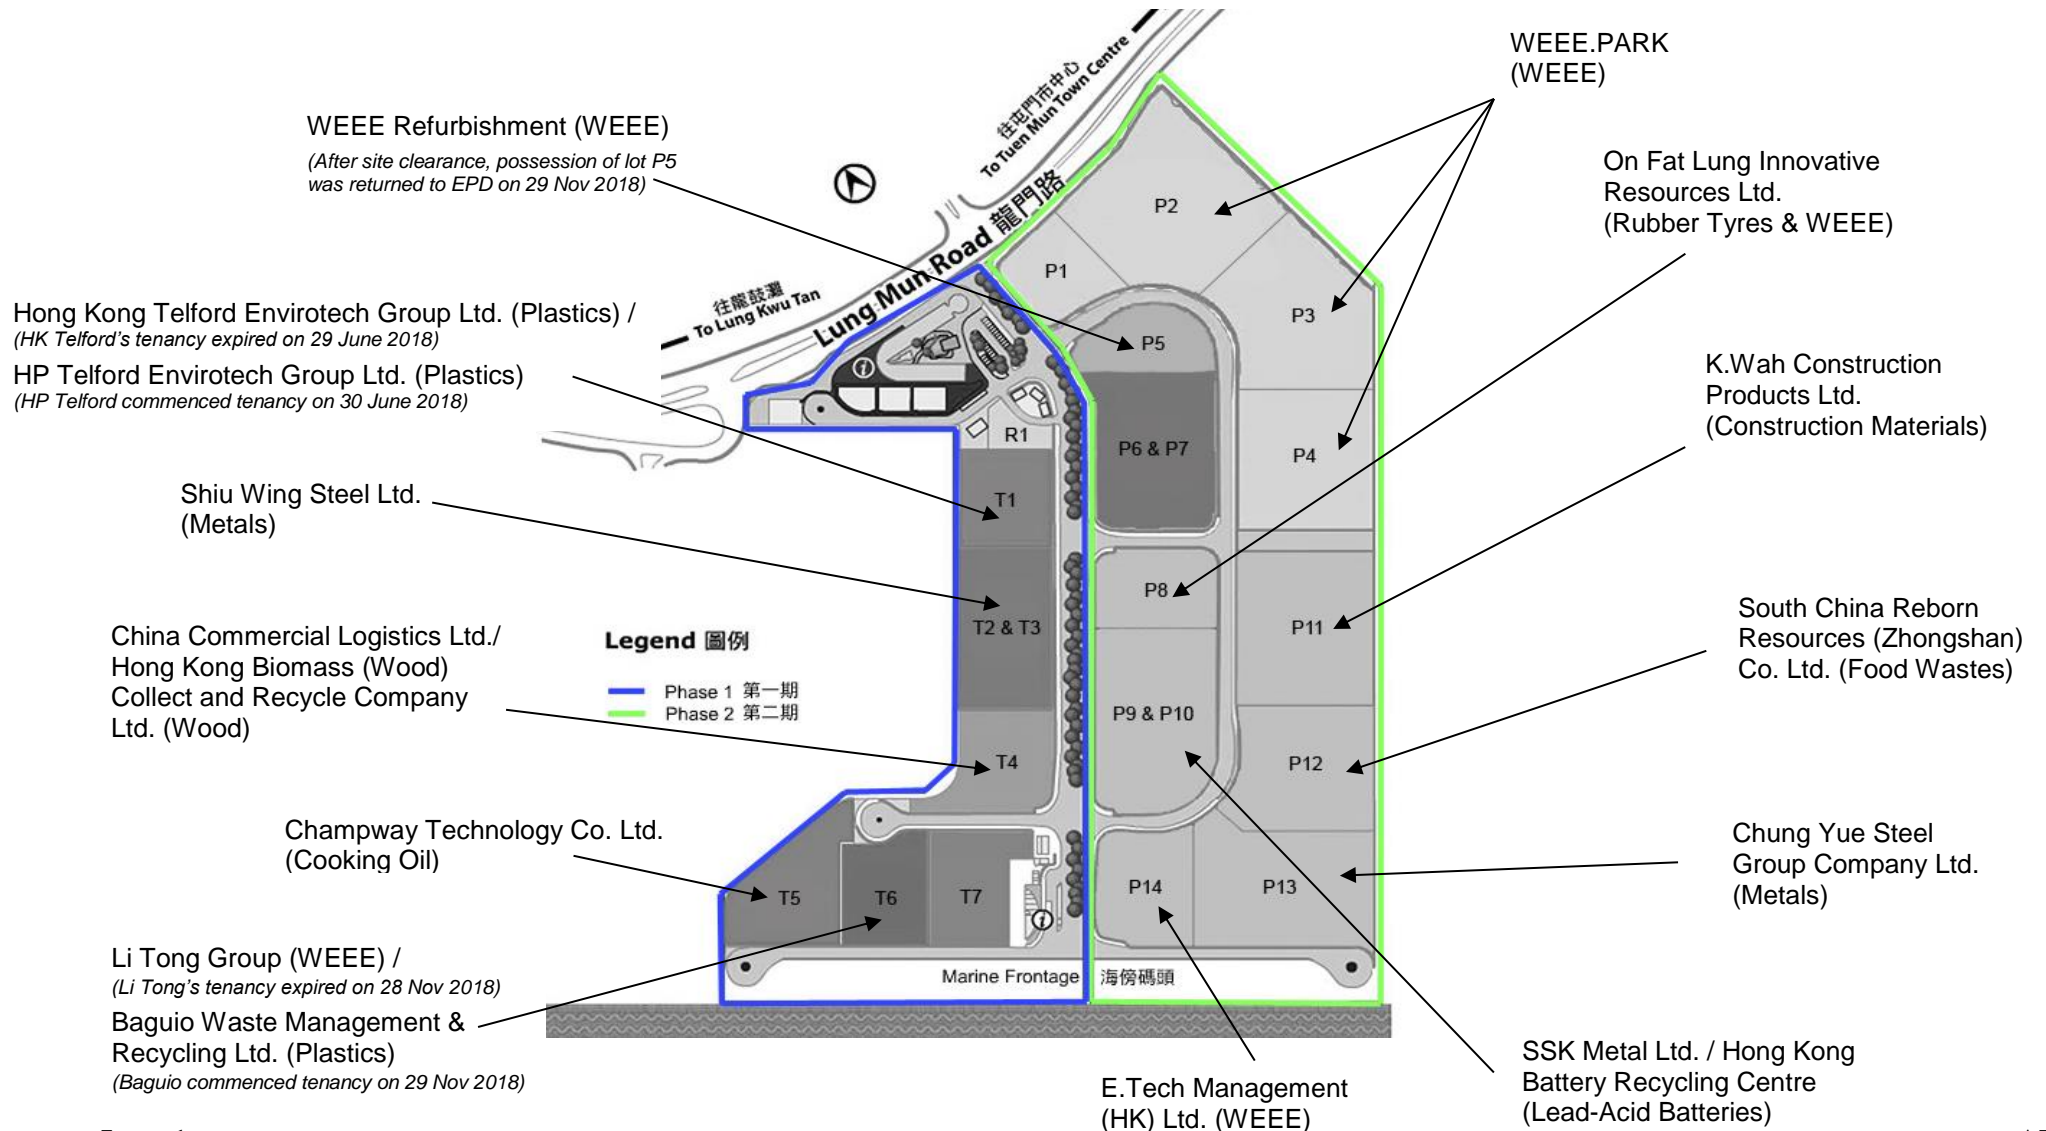 WEEE.PARK
(WEEE)
往屯門市中心
To Tuen Mun Town Centre
WEEE Refurbishment (WEEE)
(After site clearance, possession of lot P5
was returned to EPD on 29 Nov 2018)
On Fat Lung Innovative
Resources Ltd.
(Rubber Tyres & WEEE)
Lung Mun Road 龍門路
往龍鼓灘
To Lung Kwu Tan
Hong Kong Telford Envirotech Group Ltd. (Plastics) /
(HK Telford's tenancy expired on 29 June 2018)
HP Telford Envirotech Group Ltd. (Plastics)
(HP Telford commenced tenancy on 30 June 2018)
K.Wah Construction
Products Ltd.
(Construction Materials)
P2
P1
P3
P5
i
R1
P6 & P7
P4
Shiu Wing Steel Ltd.
(Metals)
T1
P8
T2 & T3
P11
South China Reborn
Resources (Zhongshan)
Co. Ltd. (Food Wastes)
China Commercial Logistics Ltd./
Hong Kong Biomass (Wood)
Collect and Recycle Company
Ltd. (Wood)
Legend 圖例
Phase 1 第一期
Phase 2 第二期
P9 & P10
T4
P12
Champway Technology Co. Ltd.
(Cooking Oil)
Chung Yue Steel
Group Company Ltd.
(Metals)
T5
T6
T7
i
P14
P13
Marine Frontage 海傍碼頭
Li Tong Group (WEEE) /
(Li Tong's tenancy expired on 28 Nov 2018)
Baguio Waste Management &
Recycling Ltd. (Plastics)
(Baguio commenced tenancy on 29 Nov 2018)
E.Tech Management
(HK) Ltd. (WEEE)
SSK Metal Ltd. / Hong Kong
Battery Recycling Centre
(Lead-Acid Batteries)